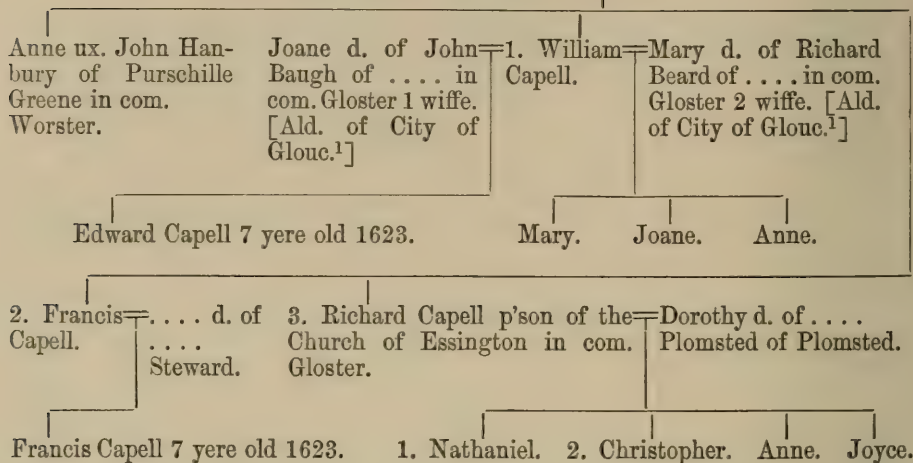 Anne ux. John Han-
bury of Purschille
Greene in com.
Worster.
Joane d. of John
Baugh of .... in
com. Gloster 1 wiffe.
[Ald. of City of
Glouc.¹]
1. William
Capell.
Mary d. of Richard
Beard of .... in com.
Gloster 2 wiffe. [Ald.
of City of Glouc.¹]
Edward Capell 7 yere old 1623.
Mary. Joane. Anne.
2. Francis
Capell.
.... d. of
....
Steward.
3. Richard Capell p'son of the
Church of Essington in com.
Gloster.
Dorothy d. of ....
Plomsted of Plomsted.
Francis Capell 7 yere old 1623.
1. Nathaniel. 2. Christopher. Anne. Joyce.